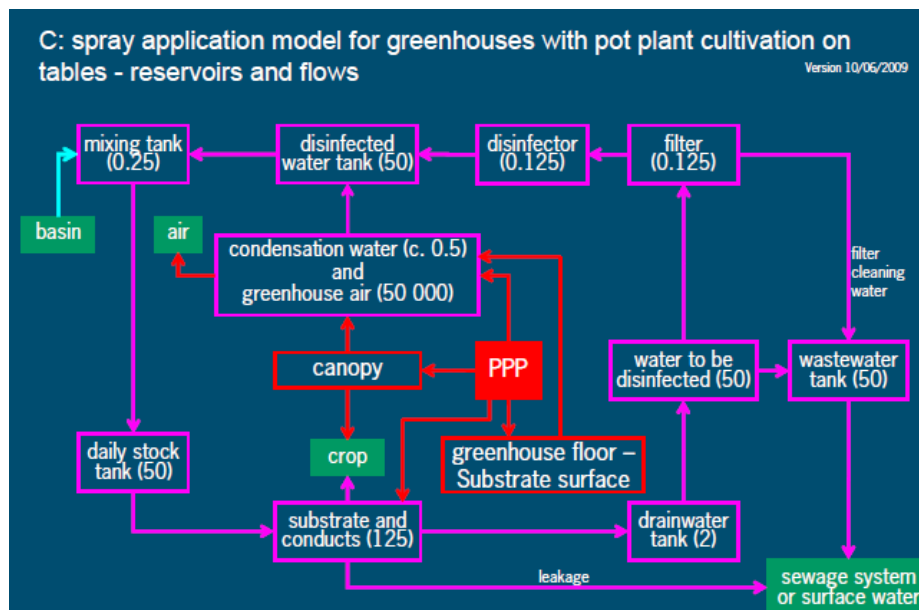 C: spray application model for greenhouses with pot plant cultivation on
tables - reservoirs and flows
Version 10/06/2009
mixing tank
(0.25)
disinfected
water tank (50)
disinfector
(0.125)
filter
(0.125)
basin
air
condensation water (c. 0.5)
and
greenhouse air (50 000)
filter
cleaning
water
canopy
PPP
water to be
disinfected (50)
wastewater
tank (50)
daily stock
tank (50)
crop
greenhouse floor –
Substrate surface
substrate and
conducts (125)
drainwater
tank (2)
leakage
sewage system
or surface water